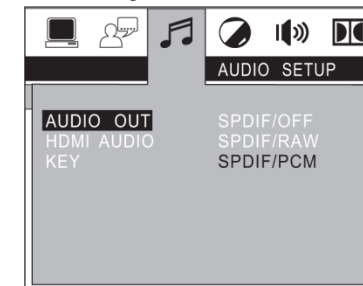 AUDIO SETUP
AUDIO OUT SPDIF/OFF
HDMI AUDIO SPDIF/RAW
KEY SPDIF/PCM